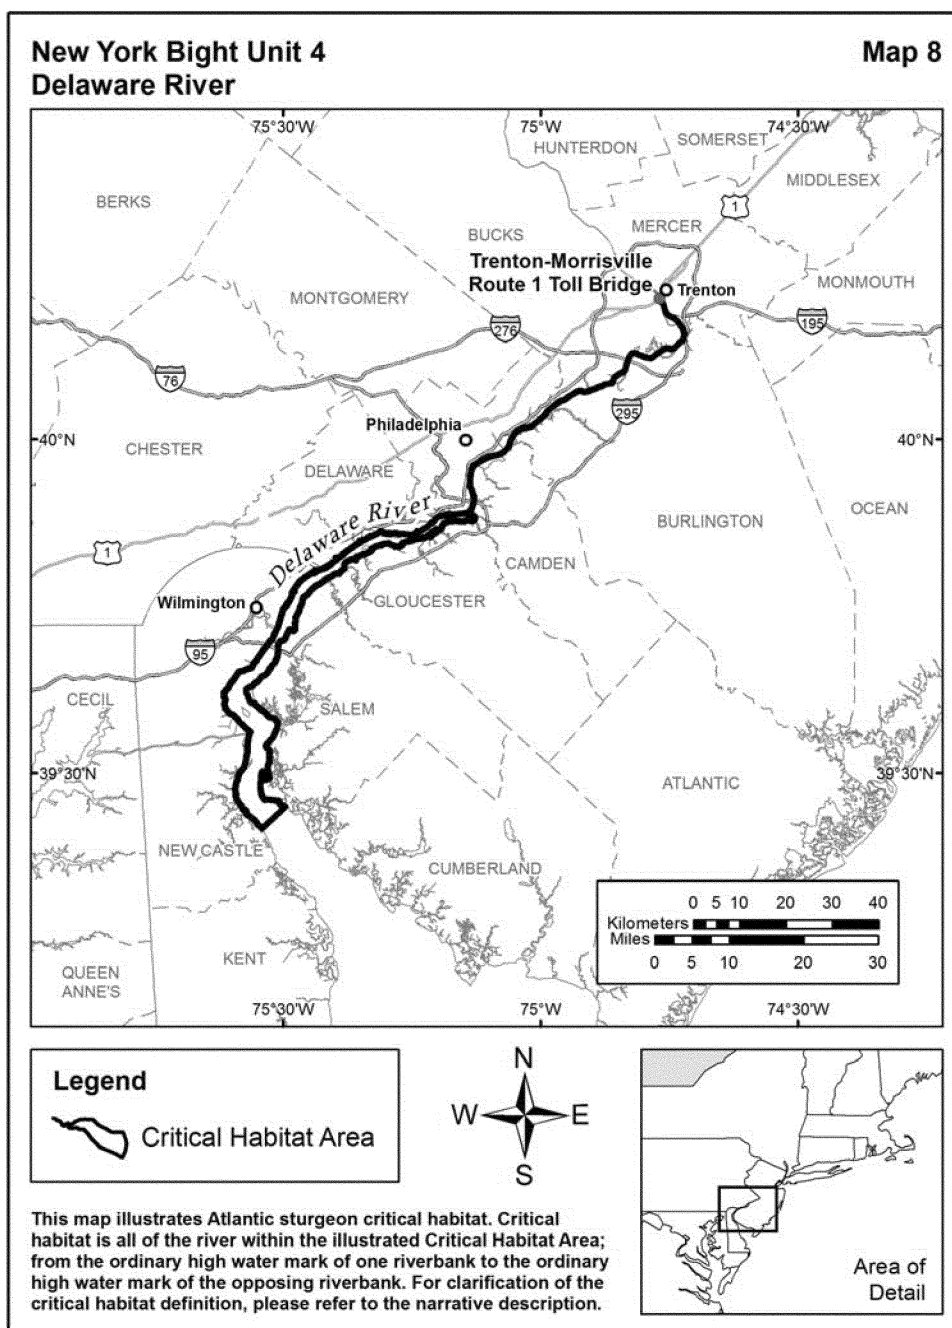 New York Bight Unit 4
Map 8
Delaware River
75°30'W
75°W
74°30'W
HUNTERDON
SOMERSET
MIDDLESEX
BERKS
1
MERCER
BUCKS
Trenton-Morrisville
Route 1 Toll Bridge
Trenton
MONMOUTH
MONTGOMERY
276
195
76
295
Philadelphia
40°N
40°N
CHESTER
DELAWARE
OCEAN
Delaware River
BURLINGTON
1
CAMDEN
Wilmington
GLOUCESTER
95
CECIL
SALEM
39°30'N
39°30'N
ATLANTIC
NEW CASTLE
CUMBERLAND
0 5 10 20 30 40
Kilometers
Miles
0 5 10 20 30
KENT
QUEEN
ANNE'S
75°30'W
75°W
74°30'W
Legend
Critical Habitat Area
N
W
E
S
This map illustrates Atlantic sturgeon critical habitat. Critical
habitat is all of the river within the illustrated Critical Habitat Area;
from the ordinary high water mark of one riverbank to the ordinary
high water mark of the opposing riverbank. For clarification of the
critical habitat definition, please refer to the narrative description.
Area of
Detail